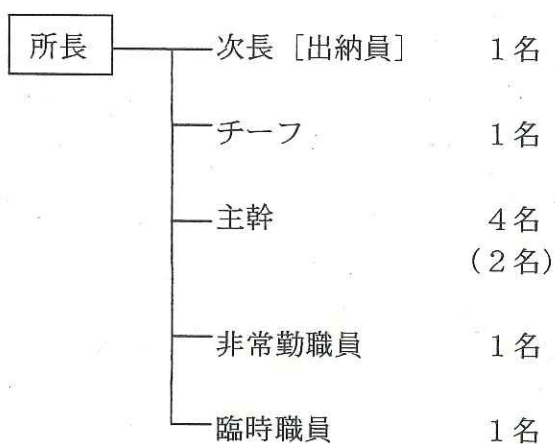 所長 次長［出納員］ 1名
チーフ 1名
主幹 4名
（2名）
非常勤職員 1名
臨時職員 1名